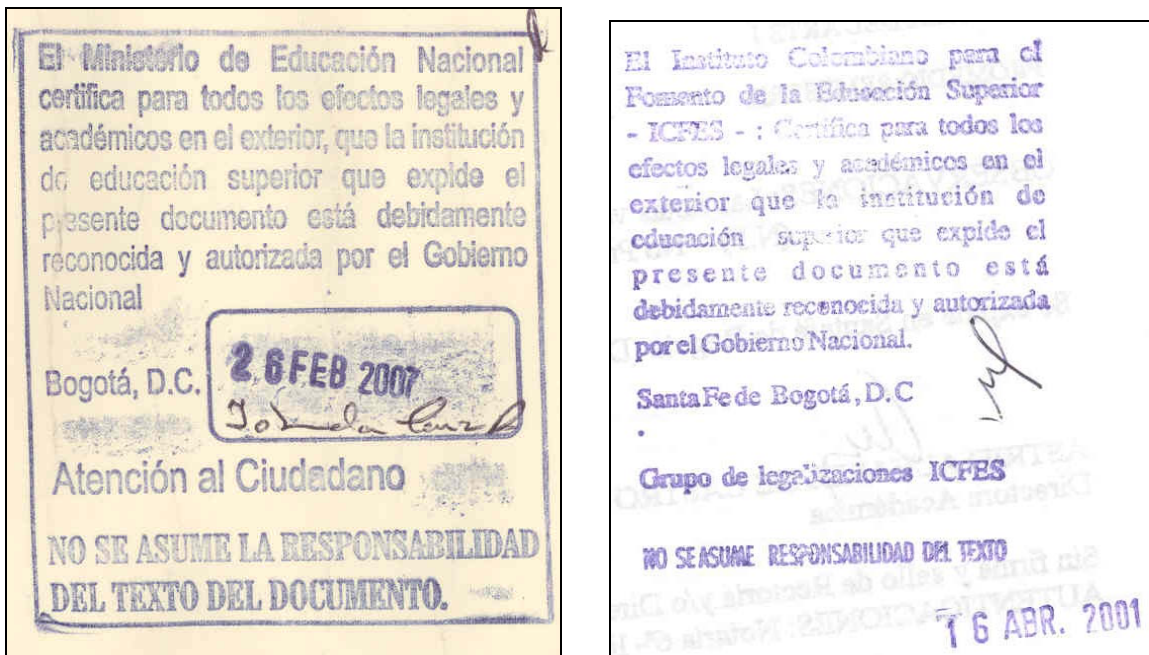 El Ministerio de Educación Nacional
certifica para todos los efectos legales y
académicos en el exterior, que la institución
de educación superior que expide el
presente documento está debidamente
reconocida y autorizada por el Gobierno
Nacional
Bogotá, D.C.
26 FEB 2007
Atención al Ciudadano
NO SE ASUME LA RESPONSABILIDAD
DEL TEXTO DEL DOCUMENTO.
El Instituto Colombiano para el
Fomento de la Educación Superior
- ICFES - : Certifica para todos los
efectos legales y académicos en el
exterior que la institución de
educación superior que expide el
presente documento está
debidamente reconocida y autorizada
por el Gobierno Nacional.
Santa Fe de Bogotá, D.C
Grupo de legalizaciones ICFES
NO SE ASUME RESPONSABILIDAD DEL TEXTO
16 ABR. 2001